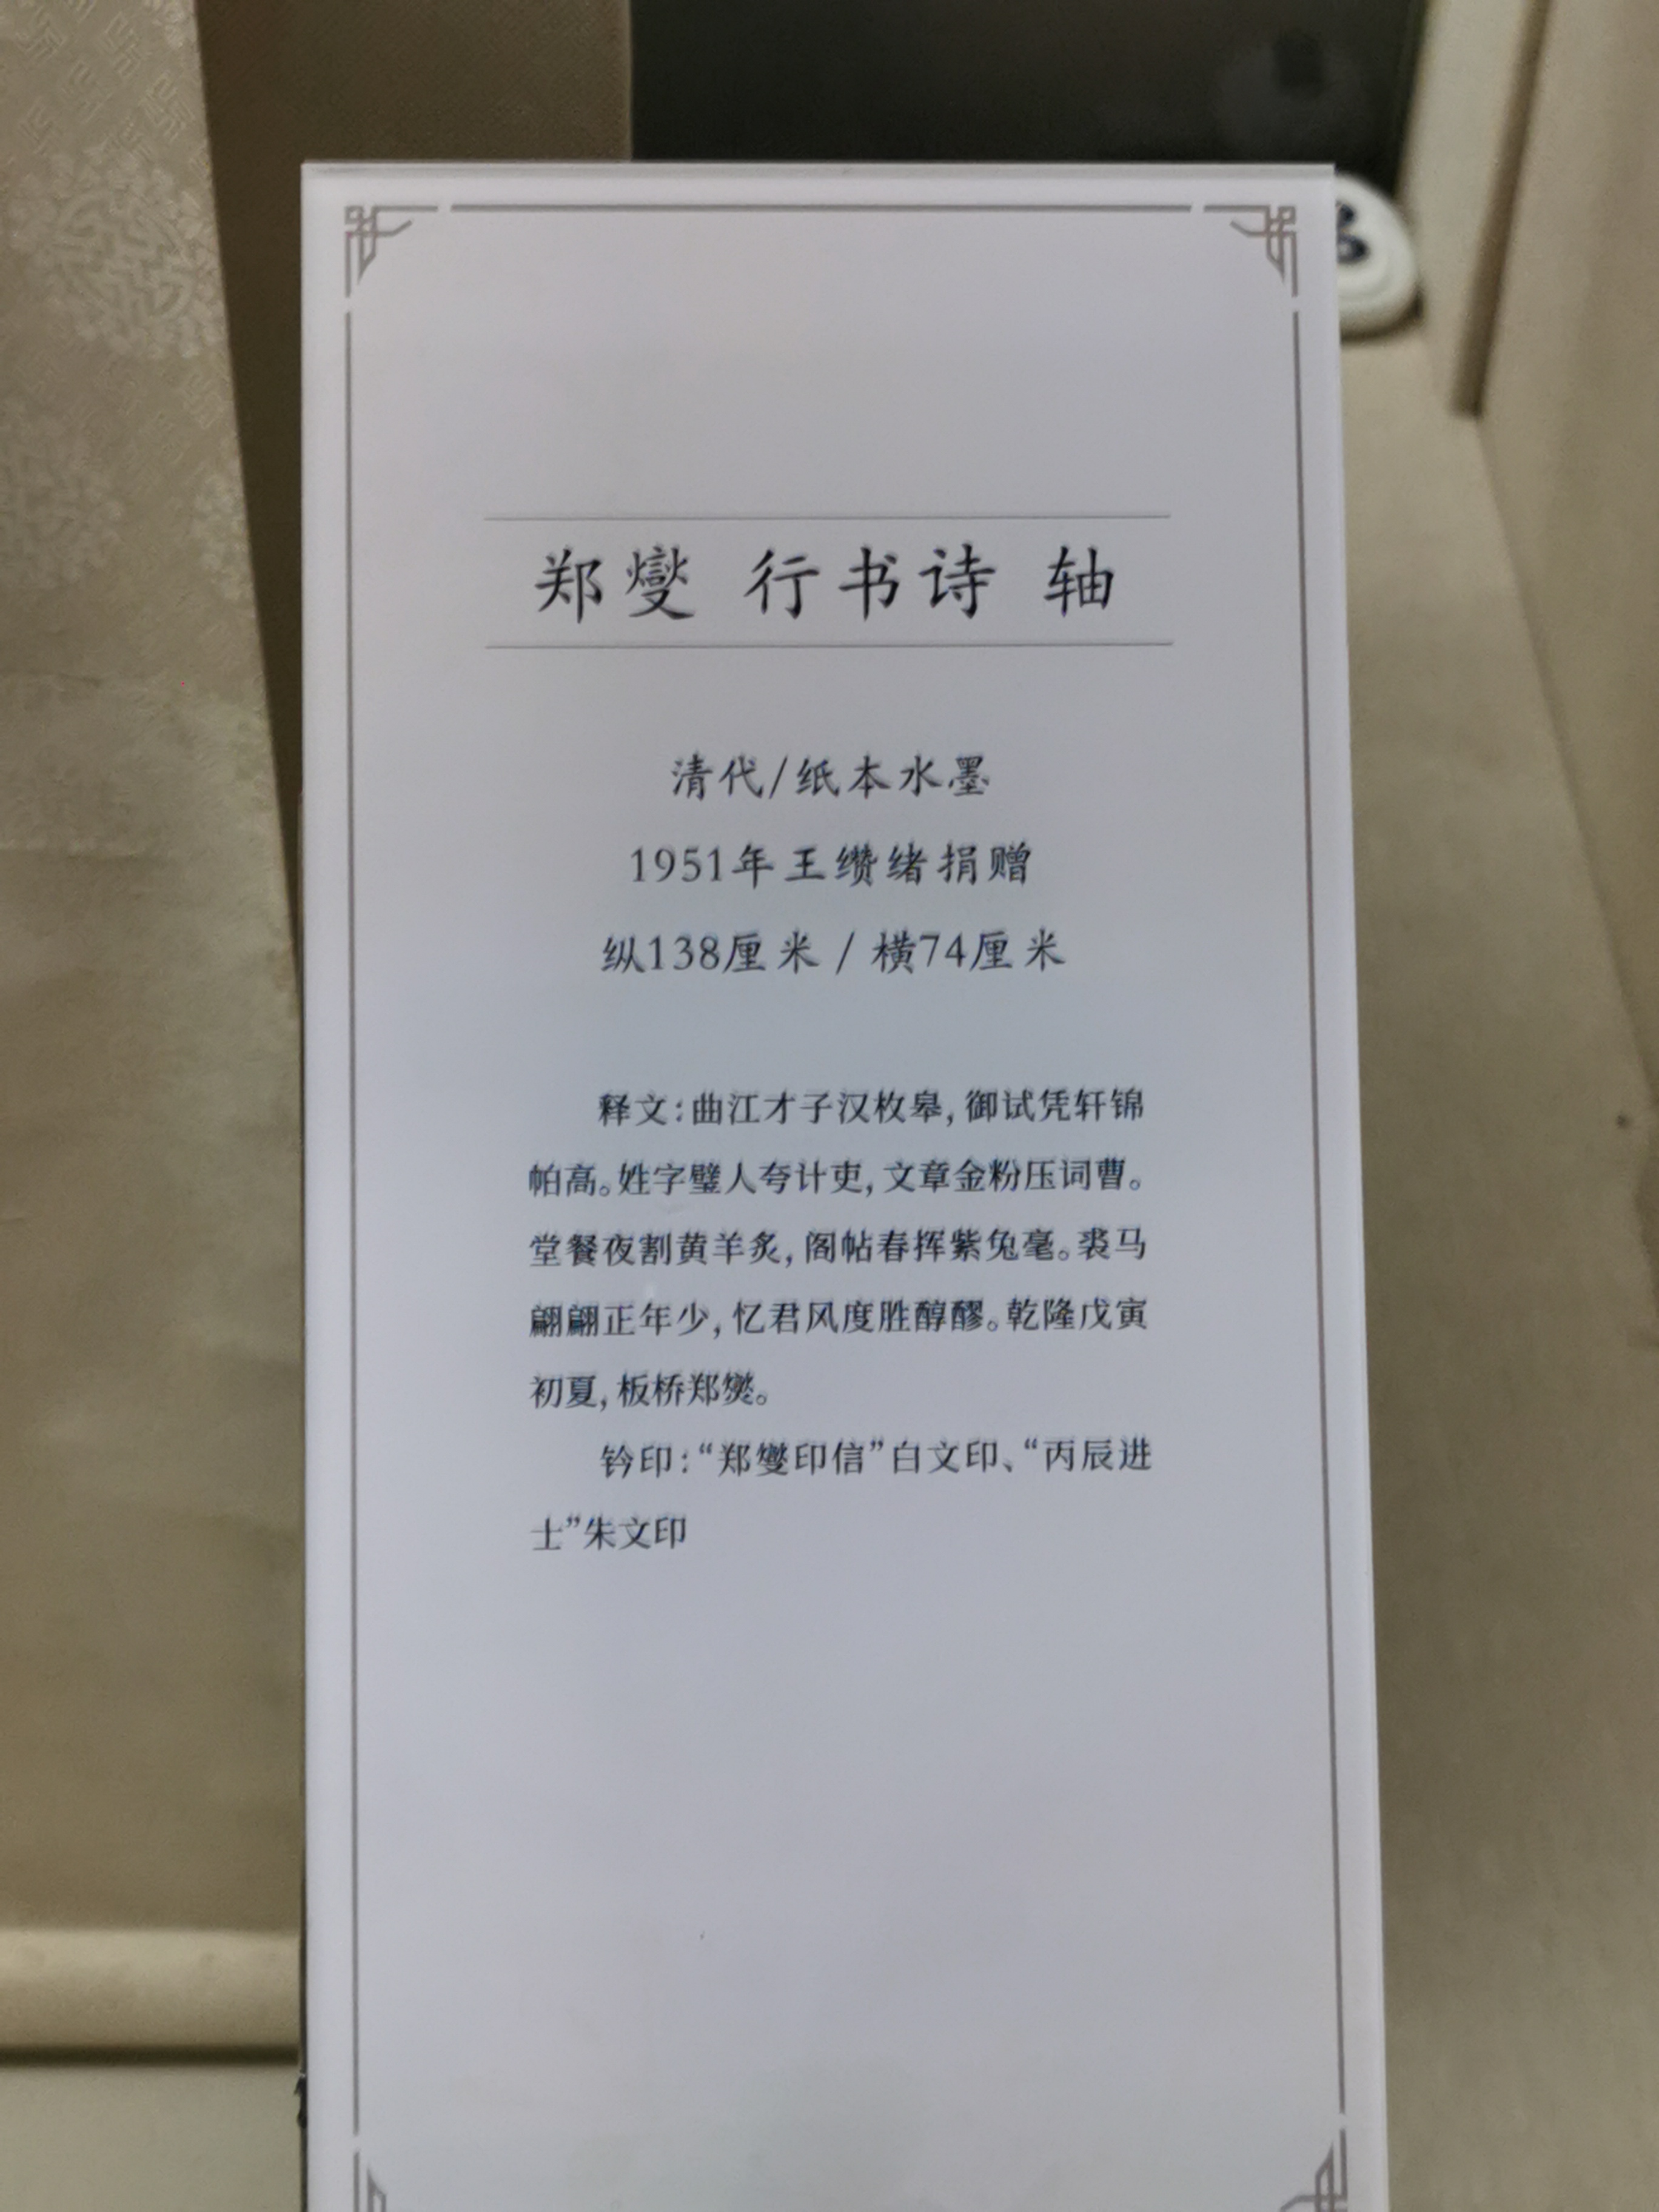 郑燮 行书诗 轴
清代/纸本水墨
1951年王缵绪捐赠
纵138厘米 / 横74厘米
释文:曲江才子汉枚皋,御试凭轩锦
帕高。姓字璧人夸计吏,文章金粉压词曹。
堂餐夜割黄羊炙,阁帖春挥紫兔毫。裘马
翩翩正年少,忆君风度胜醇醪。乾隆戊寅
初夏,板桥郑爕。
钤印:“郑燮印信”白文印、“丙辰进
士”朱文印